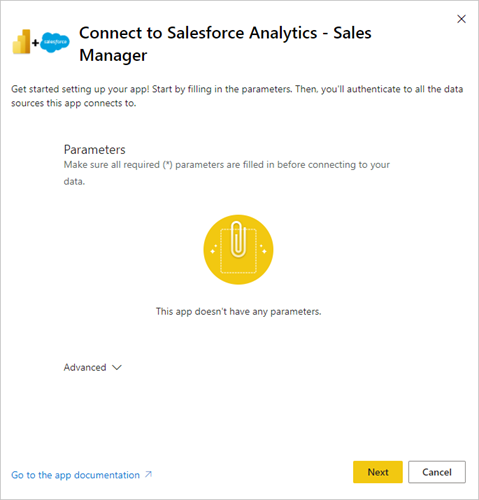 Connect to Salesforce Analytics - Sales
Manager
salesforce
Get started setting up your app! Start by filling in the parameters. Then, you'll authenticate to all the data
sources this app connects to.
Parameters
Make sure all required (*) parameters are filled in before connecting to your
data.
This app doesn't have any parameters.
Advanced
Go to the app documentation
Next
Cancel